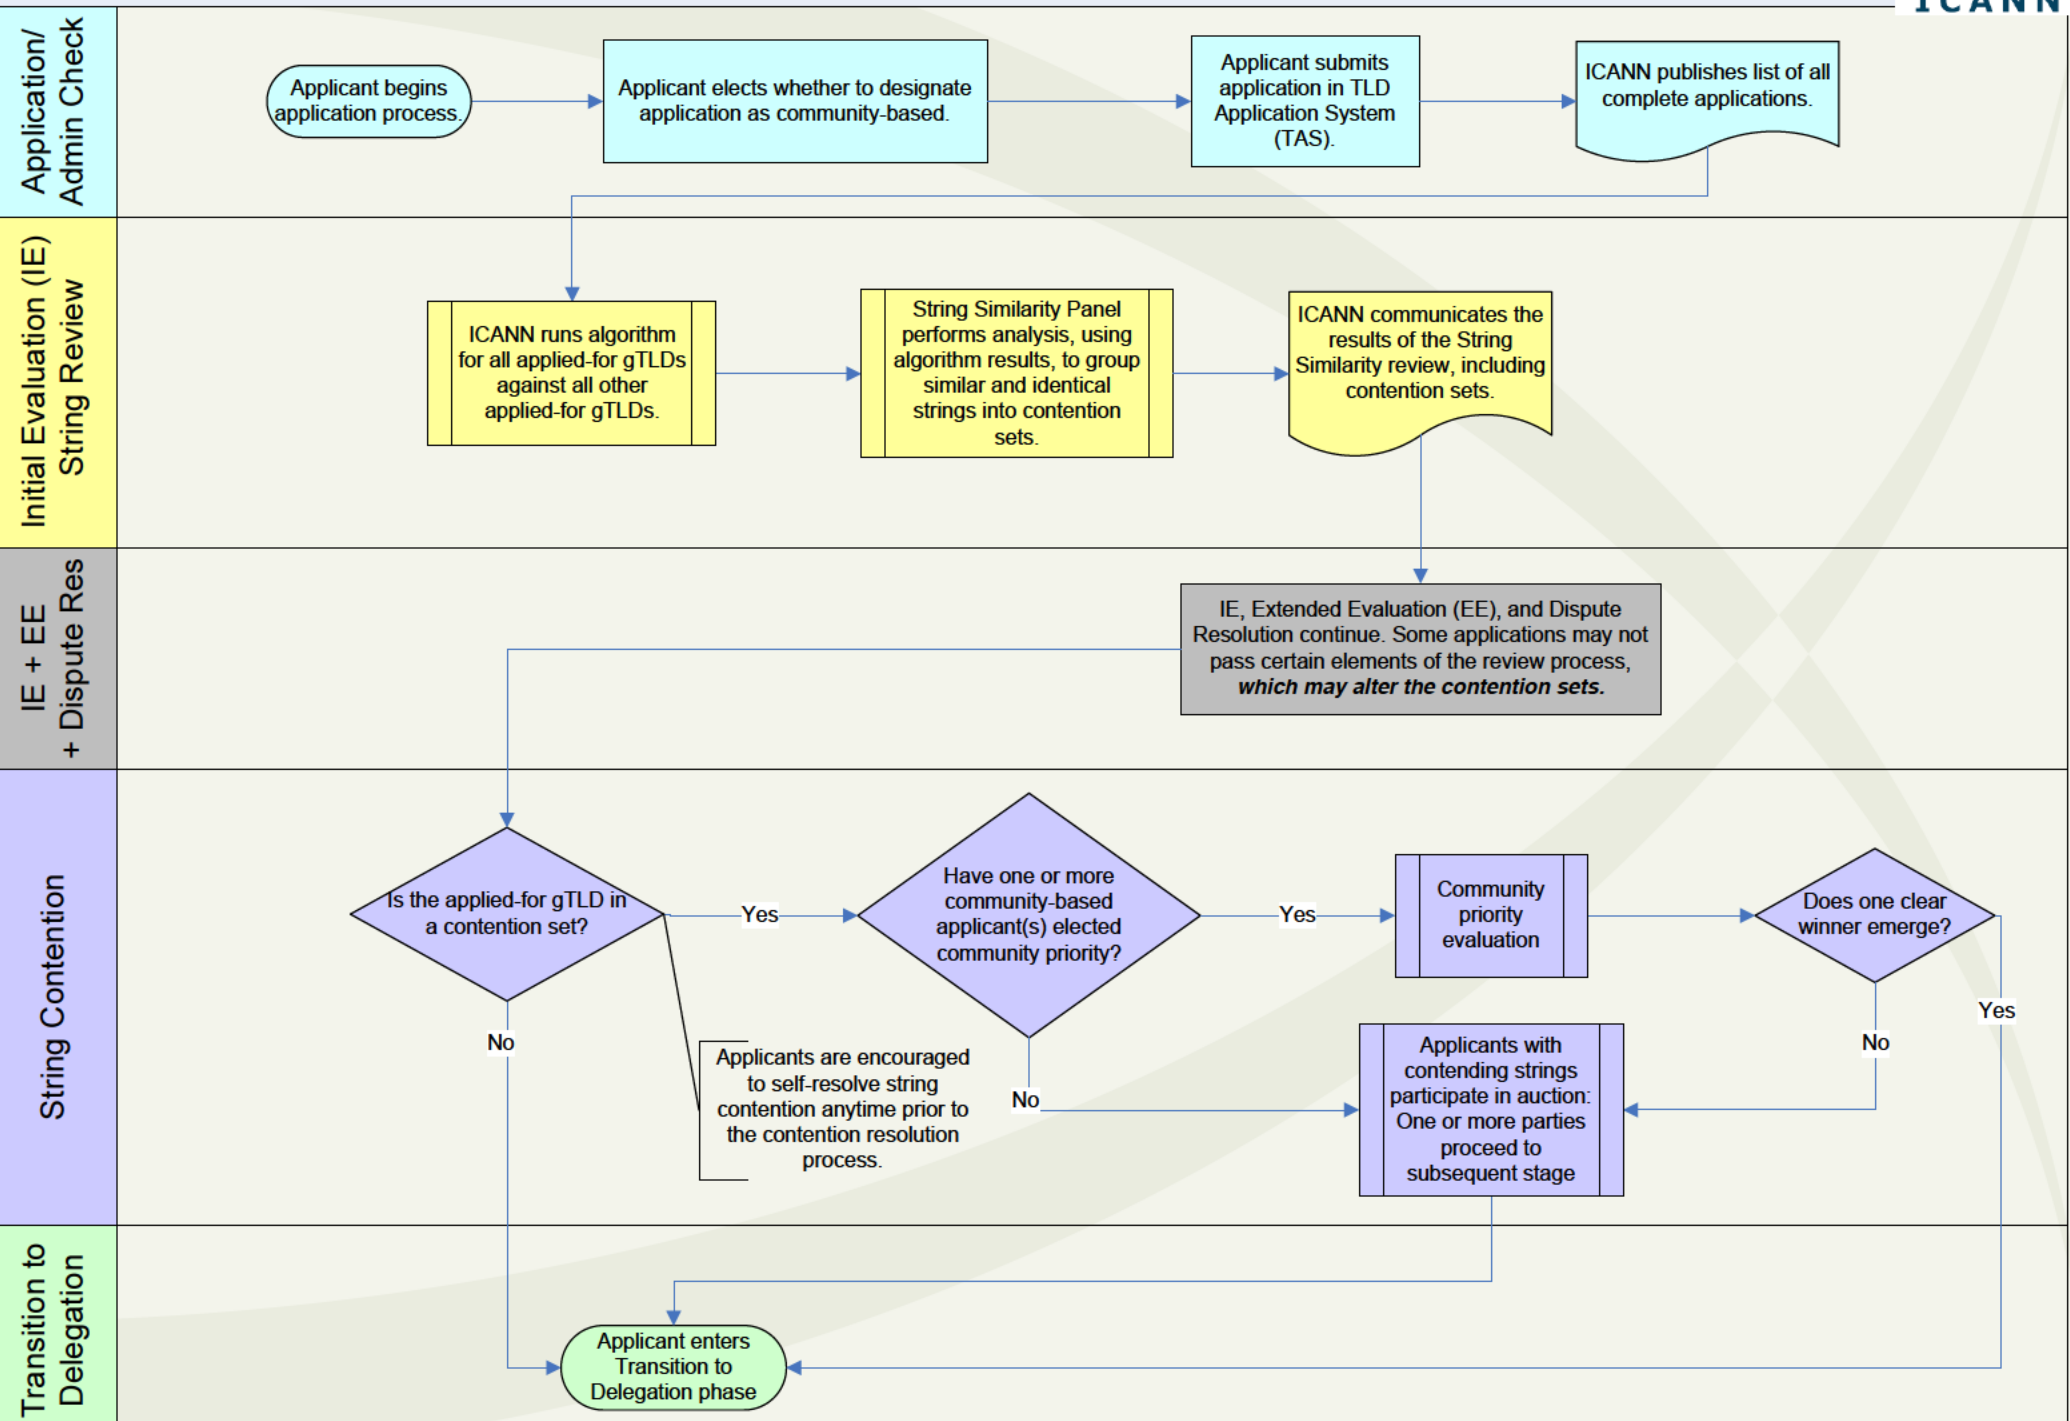 ICANN
Application/
Admin Check
Applicant begins
application process.
Applicant elects whether to designate
application as community-based.
Applicant submits
application in TLD
Application System
(TAS).
ICANN publishes list of all
complete applications.
Initial Evaluation (IE)
String Review
ICANN runs algorithm
for all applied-for gTLDs
against all other
applied-for gTLDs.
String Similarity Panel
performs analysis, using
algorithm results, to group
similar and identical
strings into contention
sets.
ICANN communicates the
results of the String
Similarity review, including
contention sets.
IE + EE
+ Dispute Res
IE, Extended Evaluation (EE), and Dispute
Resolution continue. Some applications may not
pass certain elements of the review process,
which may alter the contention sets.
String Contention
Is the applied-for gTLD in
a contention set?
Yes
Have one or more
community-based
applicant(s) elected
community priority?
Yes
Community
priority
evaluation
Does one clear
winner emerge?
Yes
No
No
Applicants are encouraged
to self-resolve string
contention anytime prior to
the contention resolution
process.
No
Applicants with
contending strings
participate in auction:
One or more parties
proceed to
subsequent stage
Transition to
Delegation
Applicant enters
Transition to
Delegation phase